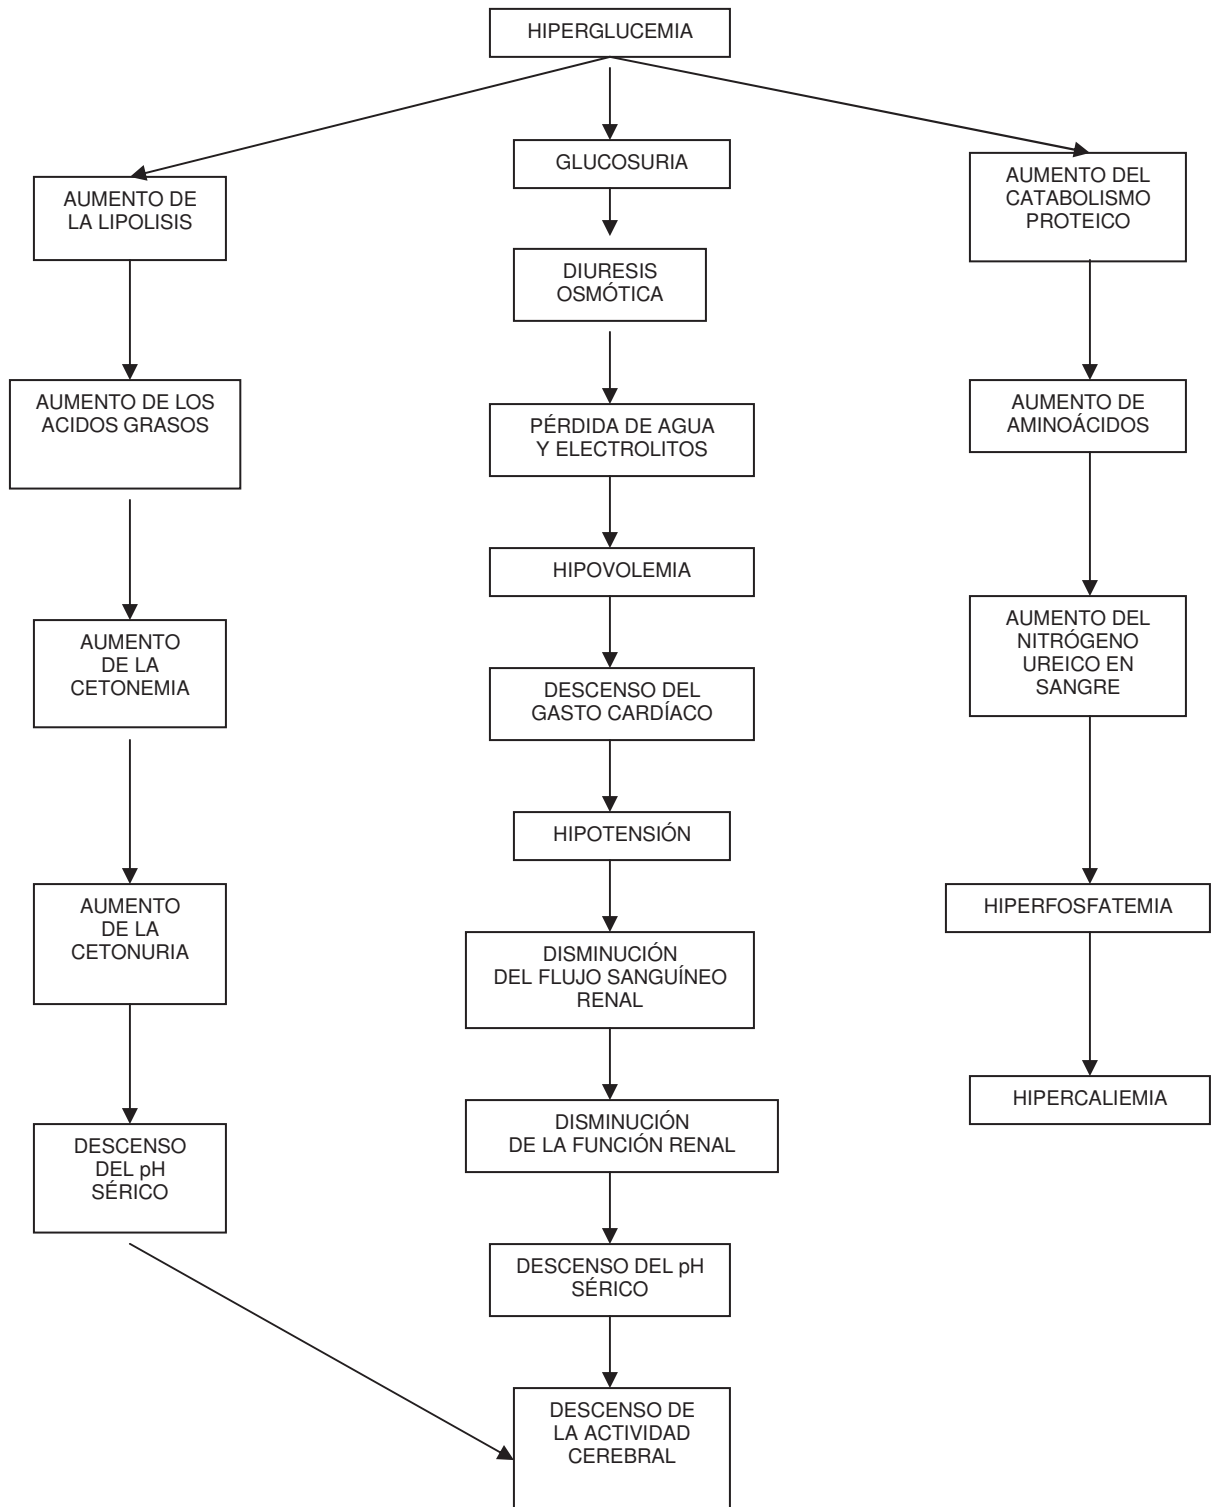 HIPERGLUCEMIA
GLUCOSURIA
AUMENTO DE
LA LIPOLISIS
AUMENTO DEL
CATABOLISMO
PROTEICO
DIURESIS
OSMÓTICA
AUMENTO DE LOS
ACIDOS GRASOS
PÉRDIDA DE AGUA
Y ELECTROLITOS
AUMENTO DE
AMINOÁCIDOS
HIPOVOLEMIA
AUMENTO
DE LA
CETONEMIA
DESCENSO DEL
GASTO CARDÍACO
AUMENTO DEL
NITRÓGENO
UREICO EN
SANGRE
HIPOTENSIÓN
AUMENTO
DE LA
CETONURIA
DISMINUCIÓN
DEL FLUJO SANGUÍNEO
RENAL
HIPERFOSFATEMIA
DESCENSO
DEL pH
SÉRICO
DISMINUCIÓN
DE LA FUNCIÓN RENAL
HIPERCALIEMIA
DESCENSO DEL pH
SÉRICO
DESCENSO DE
LA ACTIVIDAD
CEREBRAL